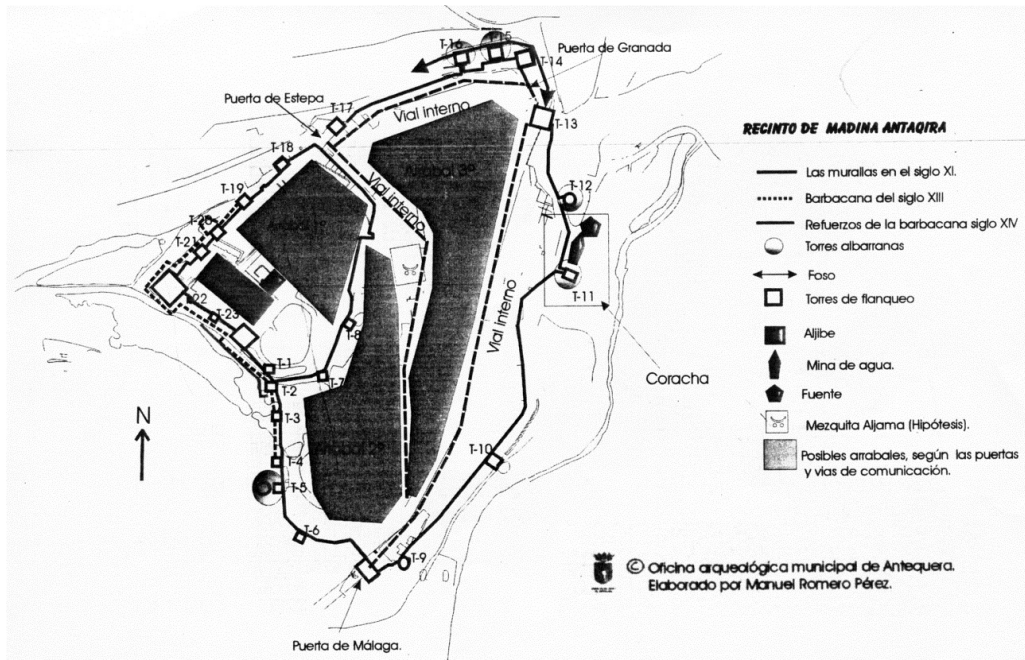 T-16
T-15
Puerta de Granada
T-14
Puerta de Estepa
T-17
Vial interno
T-13
RECINTO DE MADINA ANTAQIRA
T-18
Arrabal 3º
Las murallas en el siglo XI.
T-19
Vial interno
T-12
Barbacana del siglo XIII
T-20
Arrabal
Refuerzos de la barbacana siglo XIV
T-21
Torres albarranas
Foso
T-22
T-11
Torres de flanqueo
T-23
T-8
Vial interno
Aljibe
T-1
Coracha
Mina de agua.
T-2
T-7
Fuente
N
T-3
Mezquita Aljama (Hipótesis).
T-4
Arrabal 2º
T-10
Posibles arrabales, según las puertas
y vias de comunicación.
T-5
T-6
T-9
© Oficina arqueológica municipal de Antequera.
Elaborado por Manuel Romero Pérez.
Puerta de Málaga.